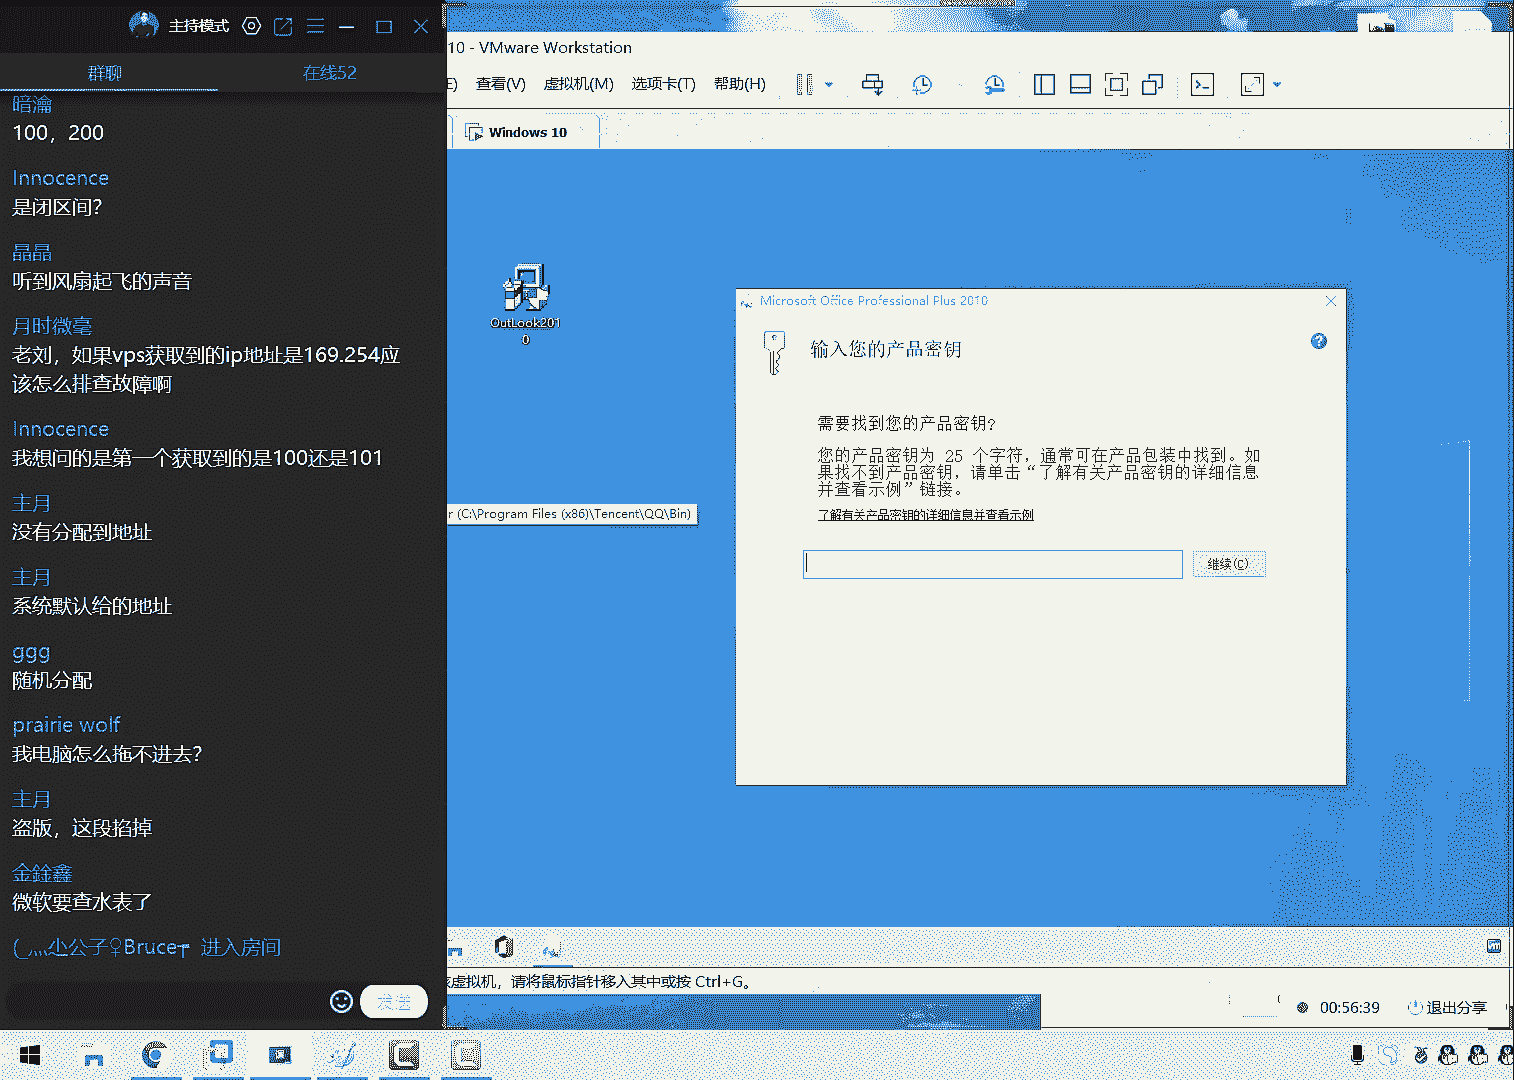 主持模式
群聊
在线52
暗瀹
100，200
Innocence
是闭区间？
晶晶
听到风扇起飞的声音
月时微毫
老刘，如果vps获取到的ip地址是169.254应
该怎么排查故障啊
Innocence
我想问的是第一个获取到的是100还是101
主月
没有分配到地址
主月
系统默认给的地址
ggg
随机分配
prairie wolf
我电脑怎么拖不进去？
主月
盗版，这段掐掉
金銓鑫
微软要查水表了
公子♀Bruce 进入房间
发送
10 - VMware Workstation
E) 查看(V) 虚拟机(M) 选项卡(T) 帮助(H)
Windows 10
OutLook201
0
r (C:\Program Files (x86)\Tencent\QQ\Bin)
Microsoft Office Professional Plus 2010
输入您的产品密钥
需要找到您的产品密钥？
您的产品密钥为 25 个字符，通常可在产品包装中找到。如
果找不到产品密钥，请单击“了解有关产品密钥的详细信息
并查看示例”链接。
了解有关产品密钥的详细信息并查看示例
继续(C)
虚拟机，请将鼠标指针移入其中或按 Ctrl+G。
00:56:39
退出分享